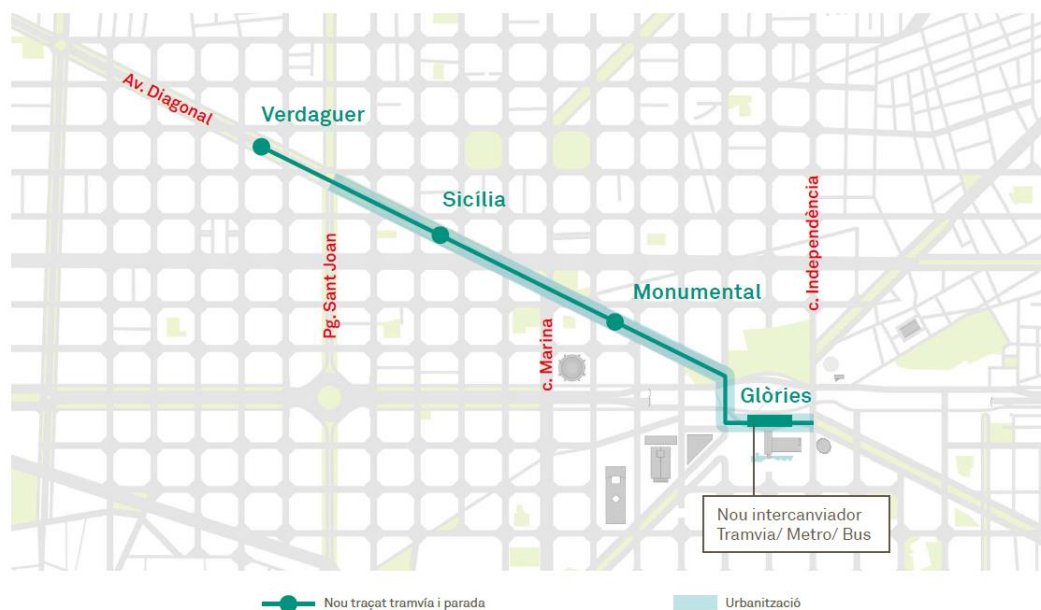 Av. Diagonal
Verdaguer
Sicília
c. Independència
Pg. Sant Joan
Monumental
c. Marina
Glòries
Nou intercanviador
Tramvia/ Metro/ Bus
Nou traçat tramvía i parada
Urbanització